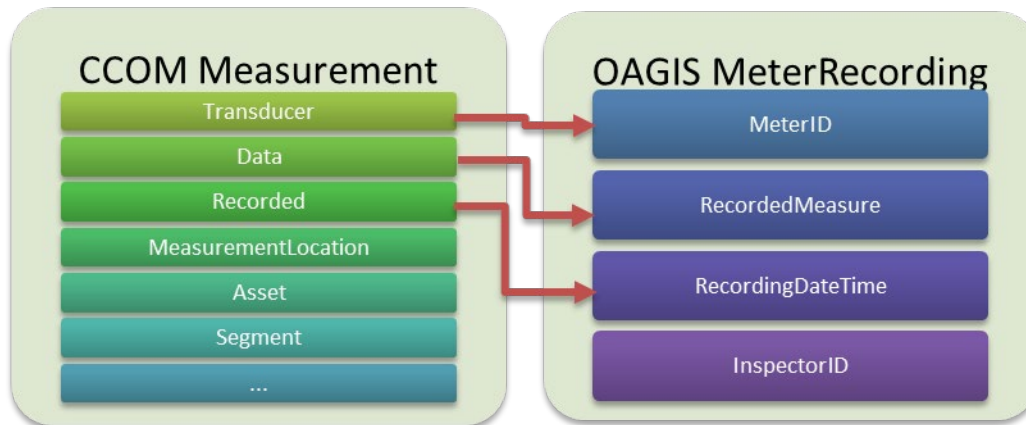 CCOM Measurement
Transducer
Data
Recorded
MeasurementLocation
Asset
Segment
...
OAGIS MeterRecording
MeterID
RecordedMeasure
RecordingDateTime
InspectorID